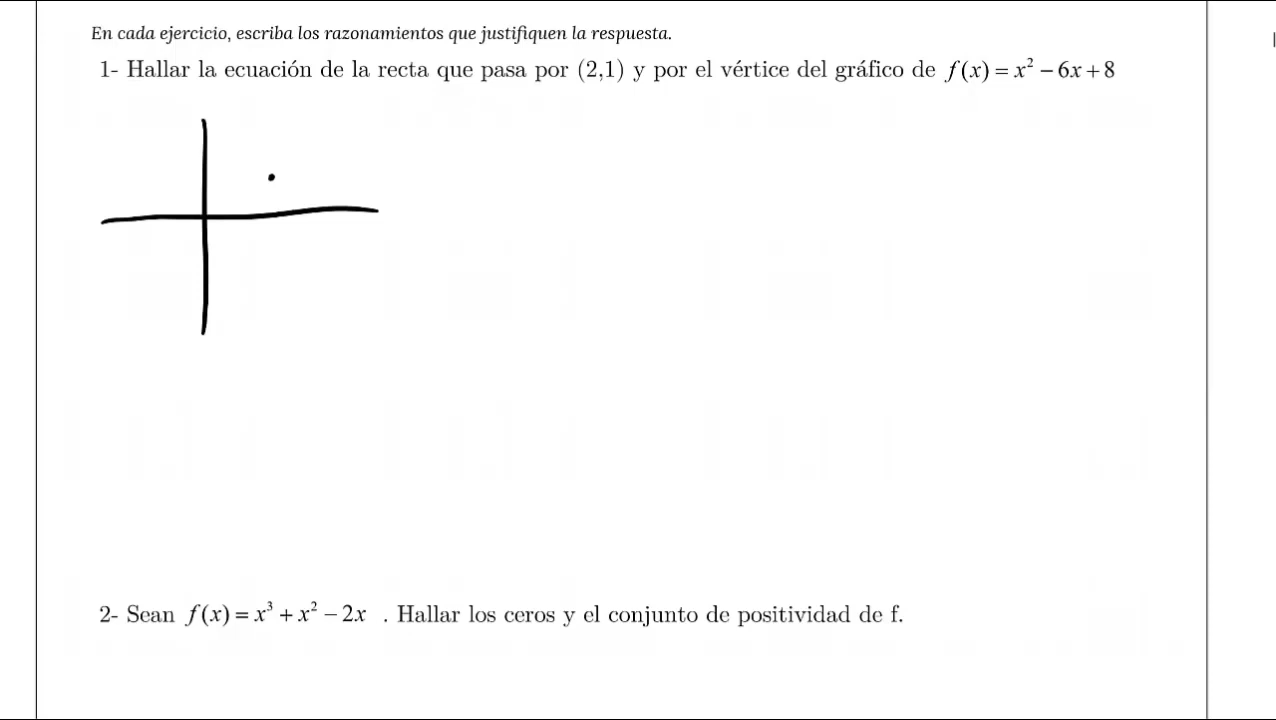 En cada ejercicio, escriba los razonamientos que justifiquen la respuesta.
1- Hallar la ecuación de la recta que pasa por (2,1) y por el vértice del gráfico de f(x) = x² − 6x + 8
2- Sean f(x) = x³ + x² − 2x . Hallar los ceros y el conjunto de positividad de f.